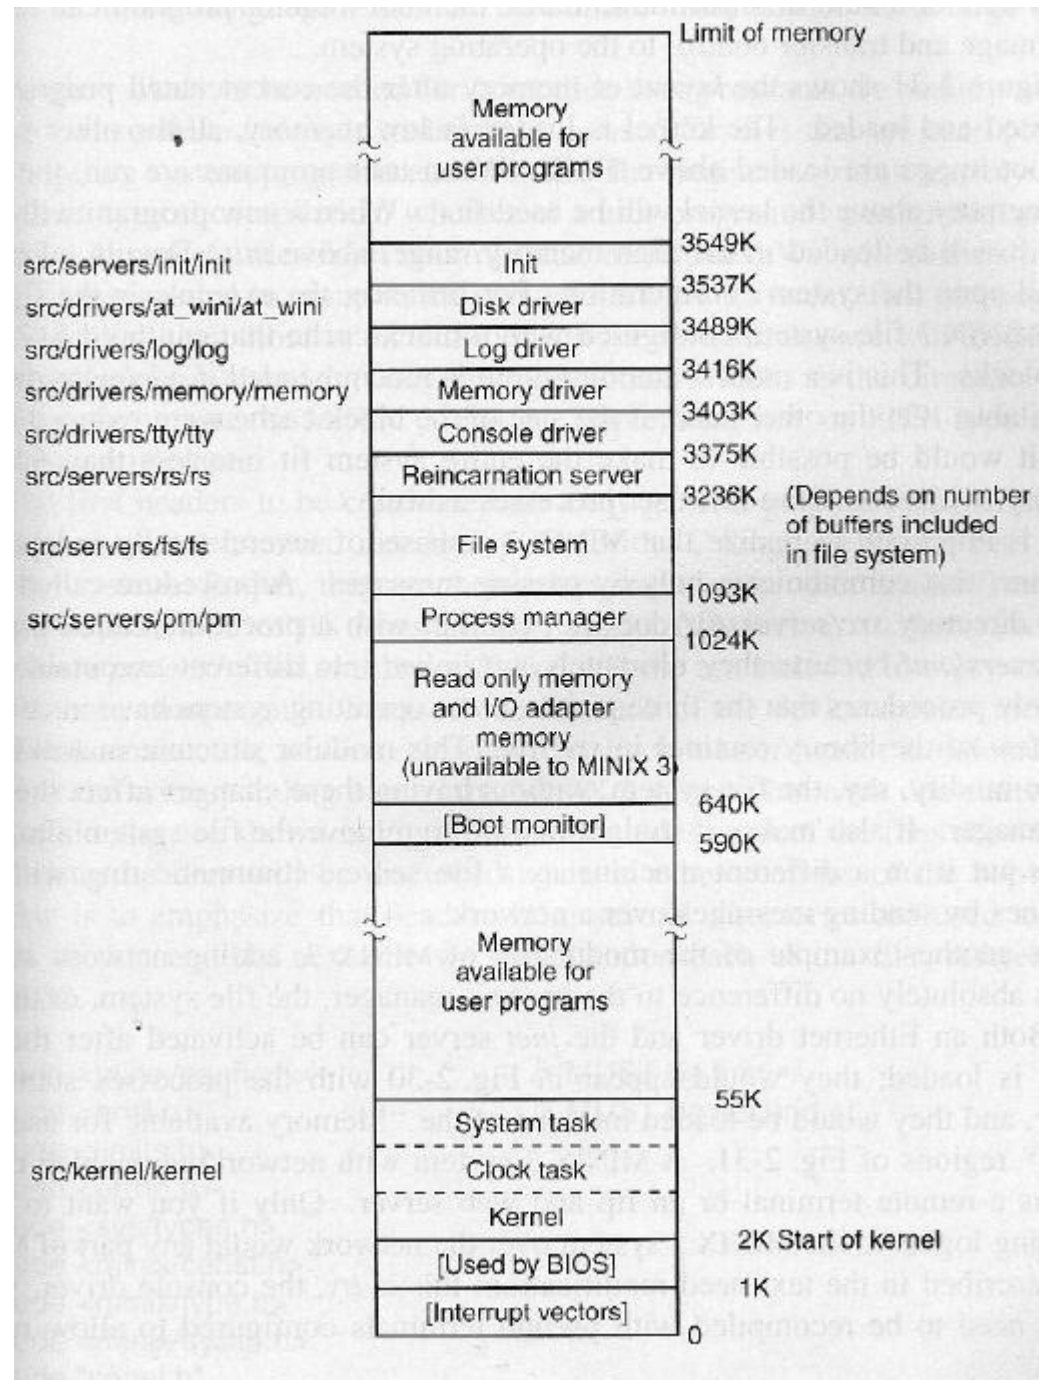 Limit of memory
Memory
available for
user programs
3549K
src/servers/init/init
Init
3537K
src/drivers/at_wini/at_wini
Disk driver
3489K
src/drivers/log/log
Log driver
3416K
src/drivers/memory/memory
Memory driver
3403K
src/drivers/tty/tty
Console driver
3375K
src/servers/rs/rs
Reincarnation server
3236K
(Depends on number
of buffers included
in file system)
src/servers/fs/fs
File system
1093K
src/servers/pm/pm
Process manager
1024K
Read only memory
and I/O adapter
memory
(unavailable to MINIX 3)
640K
[Boot monitor]
590K
Memory
available for
user programs
55K
System task
src/kernel/kernel
Clock task
Kernel
2K Start of kernel
[Used by BIOS]
1K
[Interrupt vectors]
0